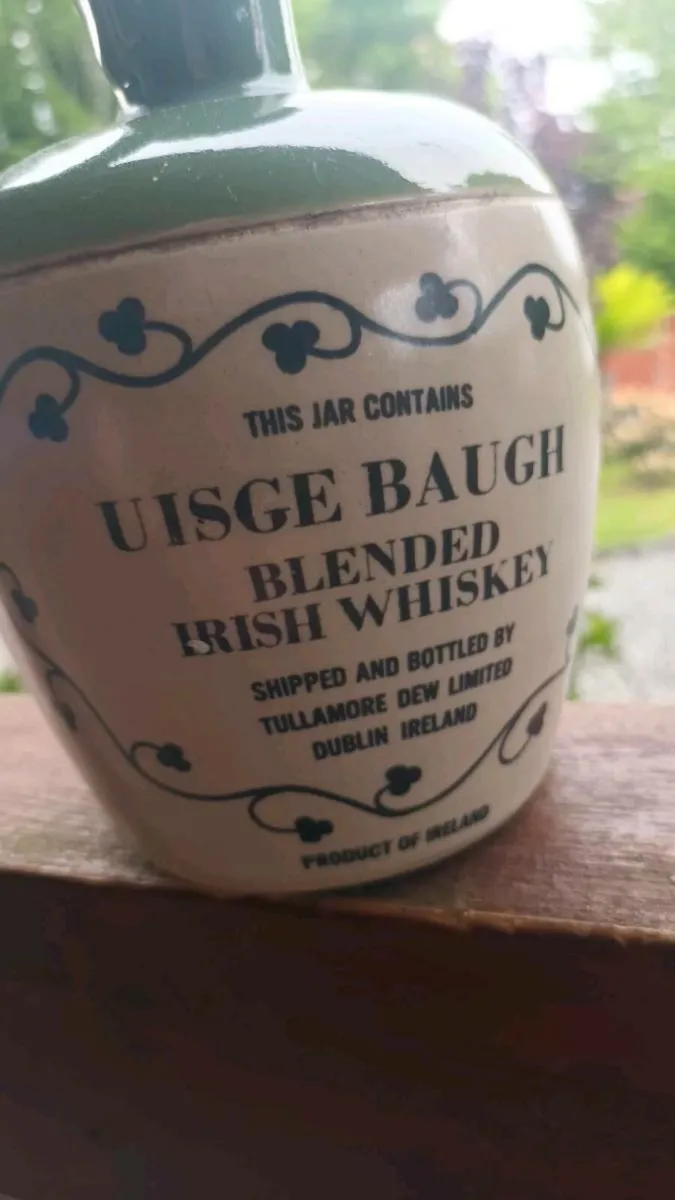 THIS JAR CONTAINS
UISGE BAUGH
BLENDED
IRISH WHISKEY
SHIPPED AND BOTTLED BY
TULLAMORE DEW LIMITED
DUBLIN IRELAND
PRODUCT OF IRELAND